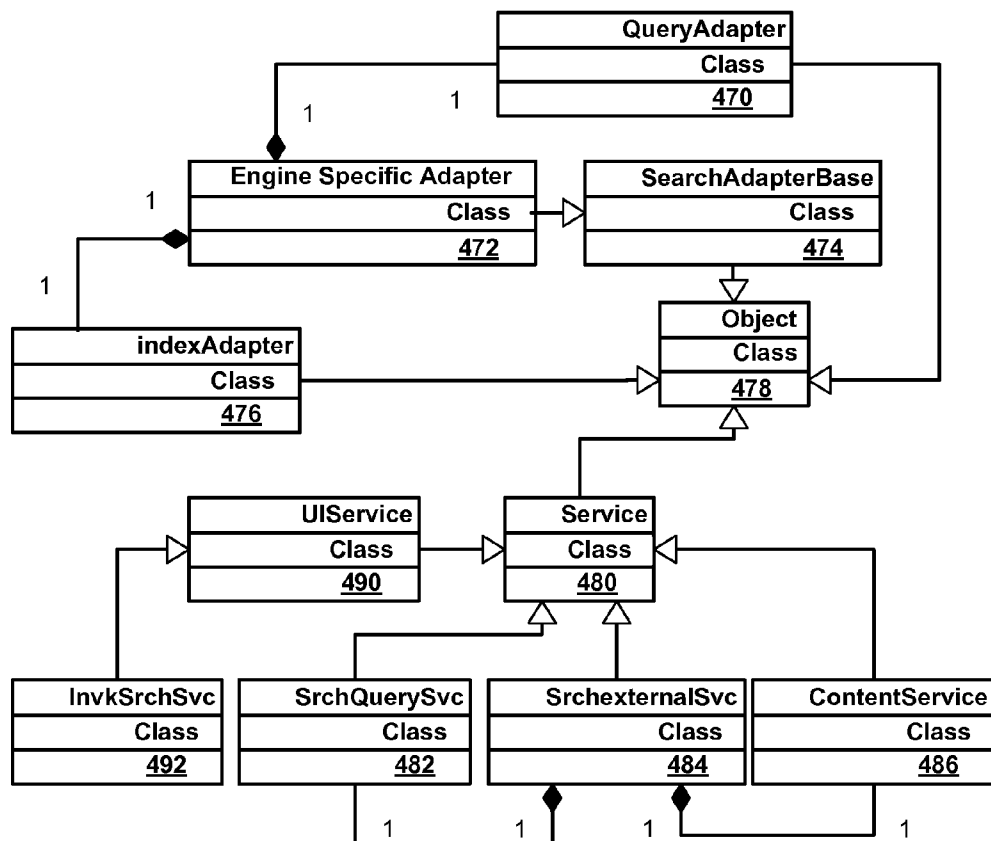 QueryAdapter
Class
470
1
1
Engine Specific Adapter
Class
472
SearchAdapterBase
Class
474
1
1
Object
Class
478
indexAdapter
Class
476
UIService
Class
490
Service
Class
480
InvkSrchSvc
Class
492
SrchQuerySvc
Class
482
SrchexternalSvc
Class
484
ContentService
Class
486
1
1
1
1